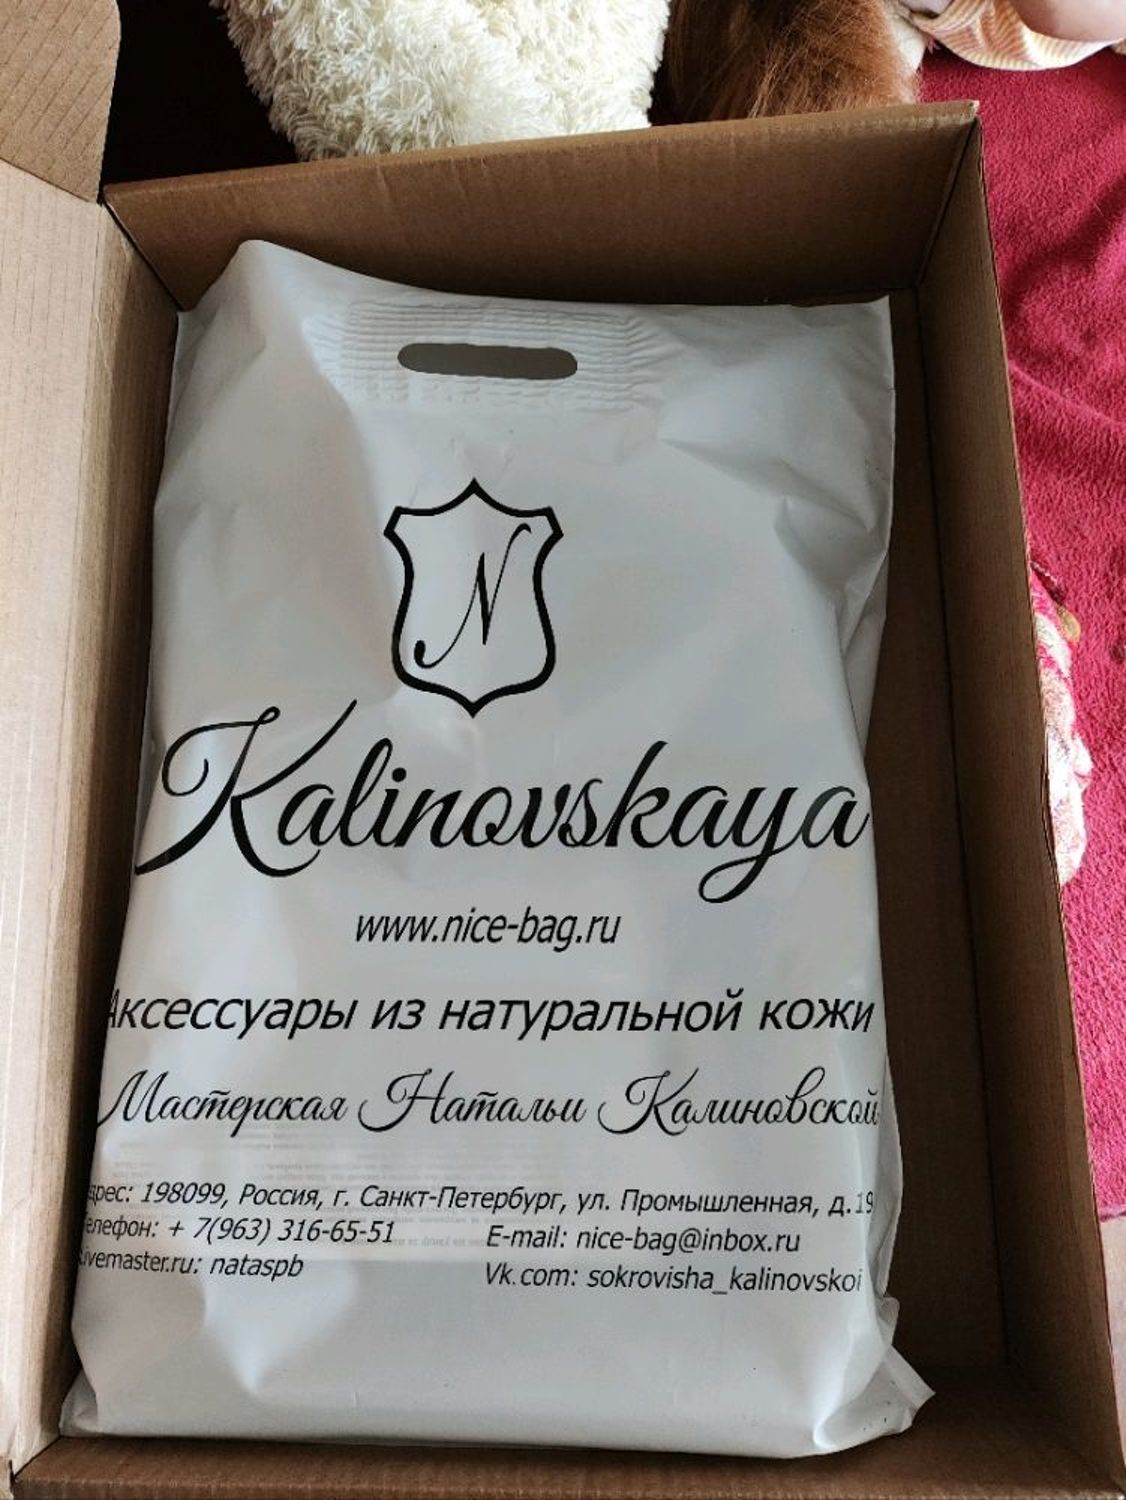 N
Kalinovskaya
www.nice-bag.ru
Аксессуары из натуральной кожи
Мастерская Натальи Калиновской
дрес: 198099, Россия, г. Санкт-Петербург, ул. Промышленная, д.19
елефон: + 7(963) 316-65-51 E-mail: nice-bag@inbox.ru
ivemaster.ru: nataspb Vk.com: sokrovisha_kalinovskoi